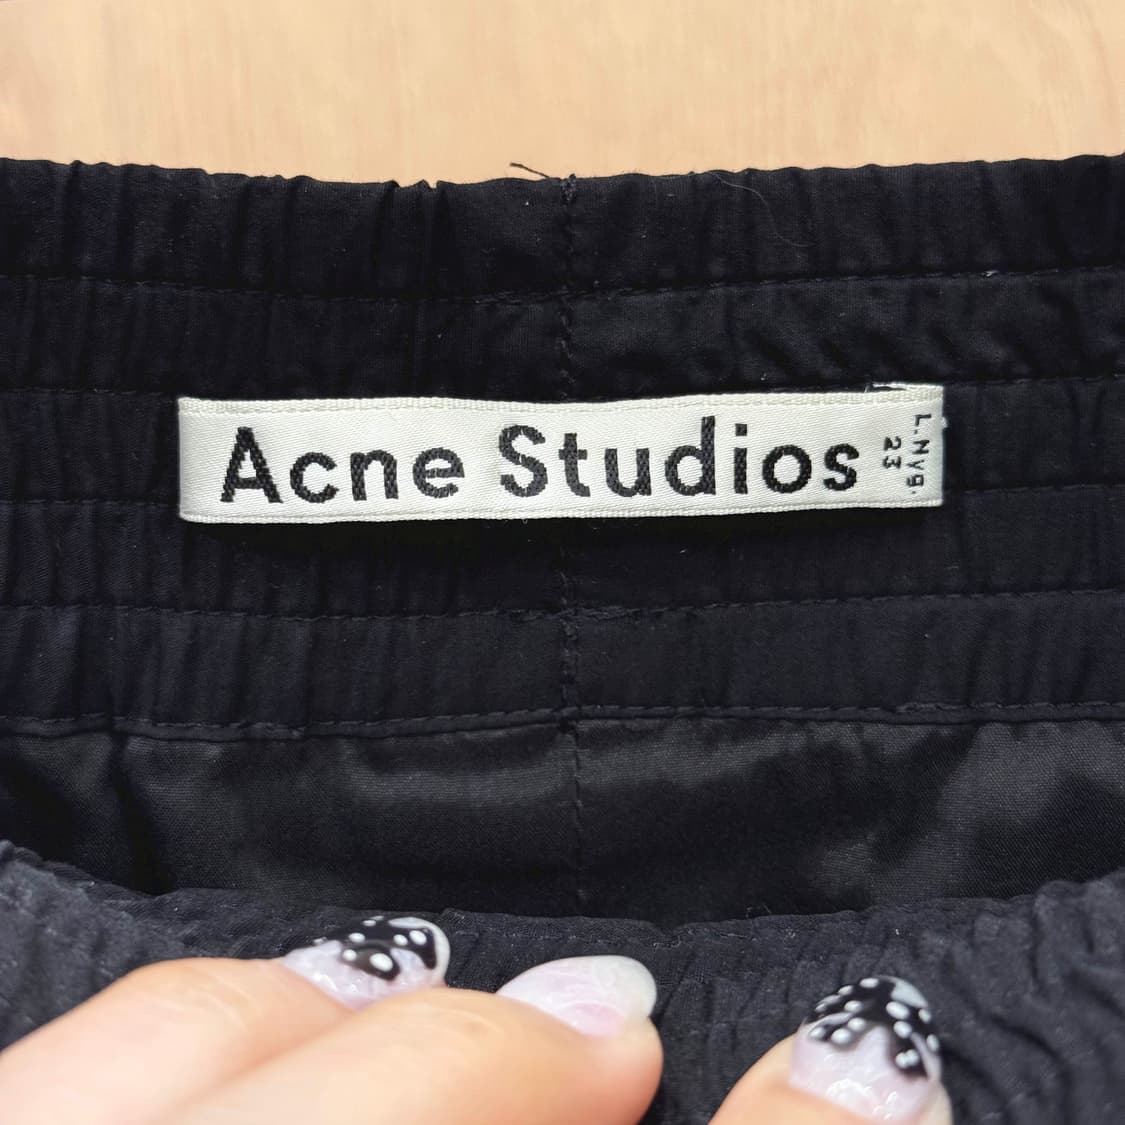 Acne Studios
L. Nyg.
23